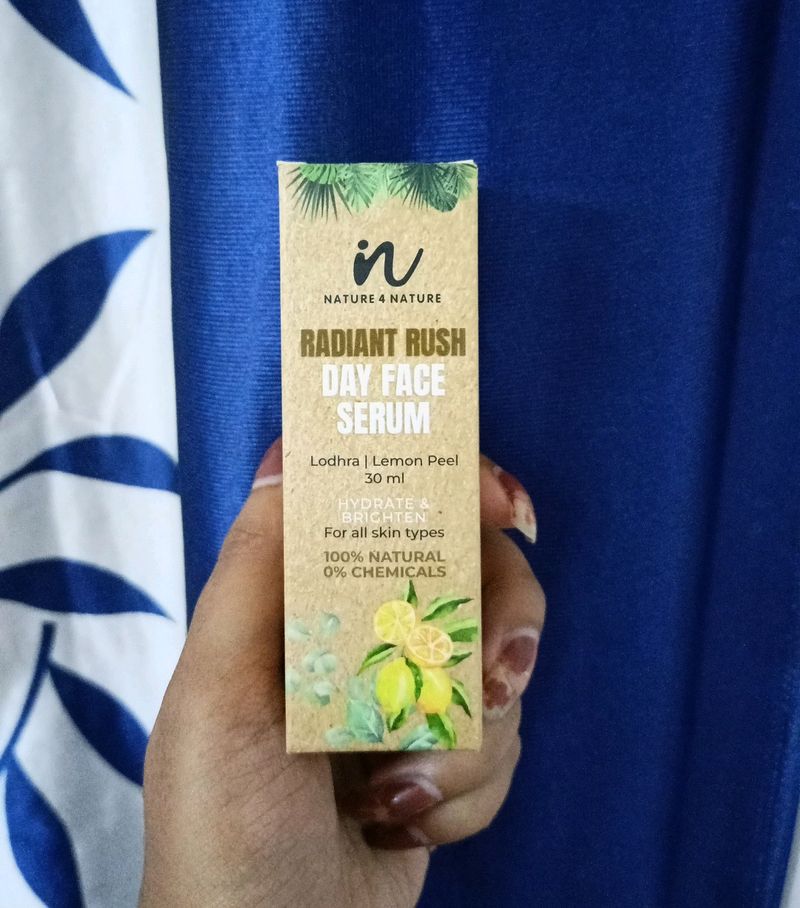 in
NATURE 4 NATURE
RADIANT RUSH
DAY FACE
SERUM
Lodhra | Lemon Peel
30 ml
HYDRATE &
BRIGHTEN
For all skin types
100% NATURAL
0% CHEMICALS